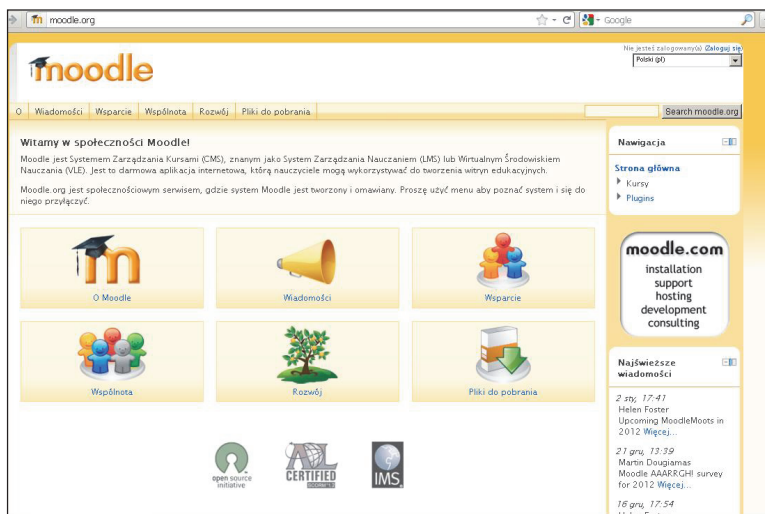 moodle.org
Google
Nie jesteś zalogowany(a) (Zaloguj się)
Polski (pl)
moodle
O Wiadomości Wsparcie Wspólnota Rozwój Pliki do pobrania
Search moodle.org
Witamy w społeczności Moodle!
Moodle jest Systemem Zarządzania Kursami (CMS), znanym jako System Zarządzania Nauczaniem (LMS) lub Wirtualnym Środowiskiem
Nauczania (VLE). Jest to darmowa aplikacja internetowa, którą nauczyciele mogą wykorzystywać do tworzenia witryn edukacyjnych.
Moodle.org jest społecznościowym serwisem, gdzie system Moodle jest tworzony i omawiany. Proszę użyć menu aby poznać system i się do
niego przyłączyć.
m
O Moodle
Wiadomości
Wsparcie
Wspólnota
Rozwój
Pliki do pobrania
open source
initiative
ADL
CERTIFIED
IMS
Nawigacja
Strona główna
Kursy
Plugins
moodle.com
installation
support
hosting
development
consulting
Najświeższe
wiadomości
2 sty, 17:41
Helen Foster
Upcoming MoodleMoots in
2012 Więcej...
21 gru, 13:39
Martin Dougiamas
Moodle AAARRGH! survey
for 2012 Więcej...
16 gru, 17:54